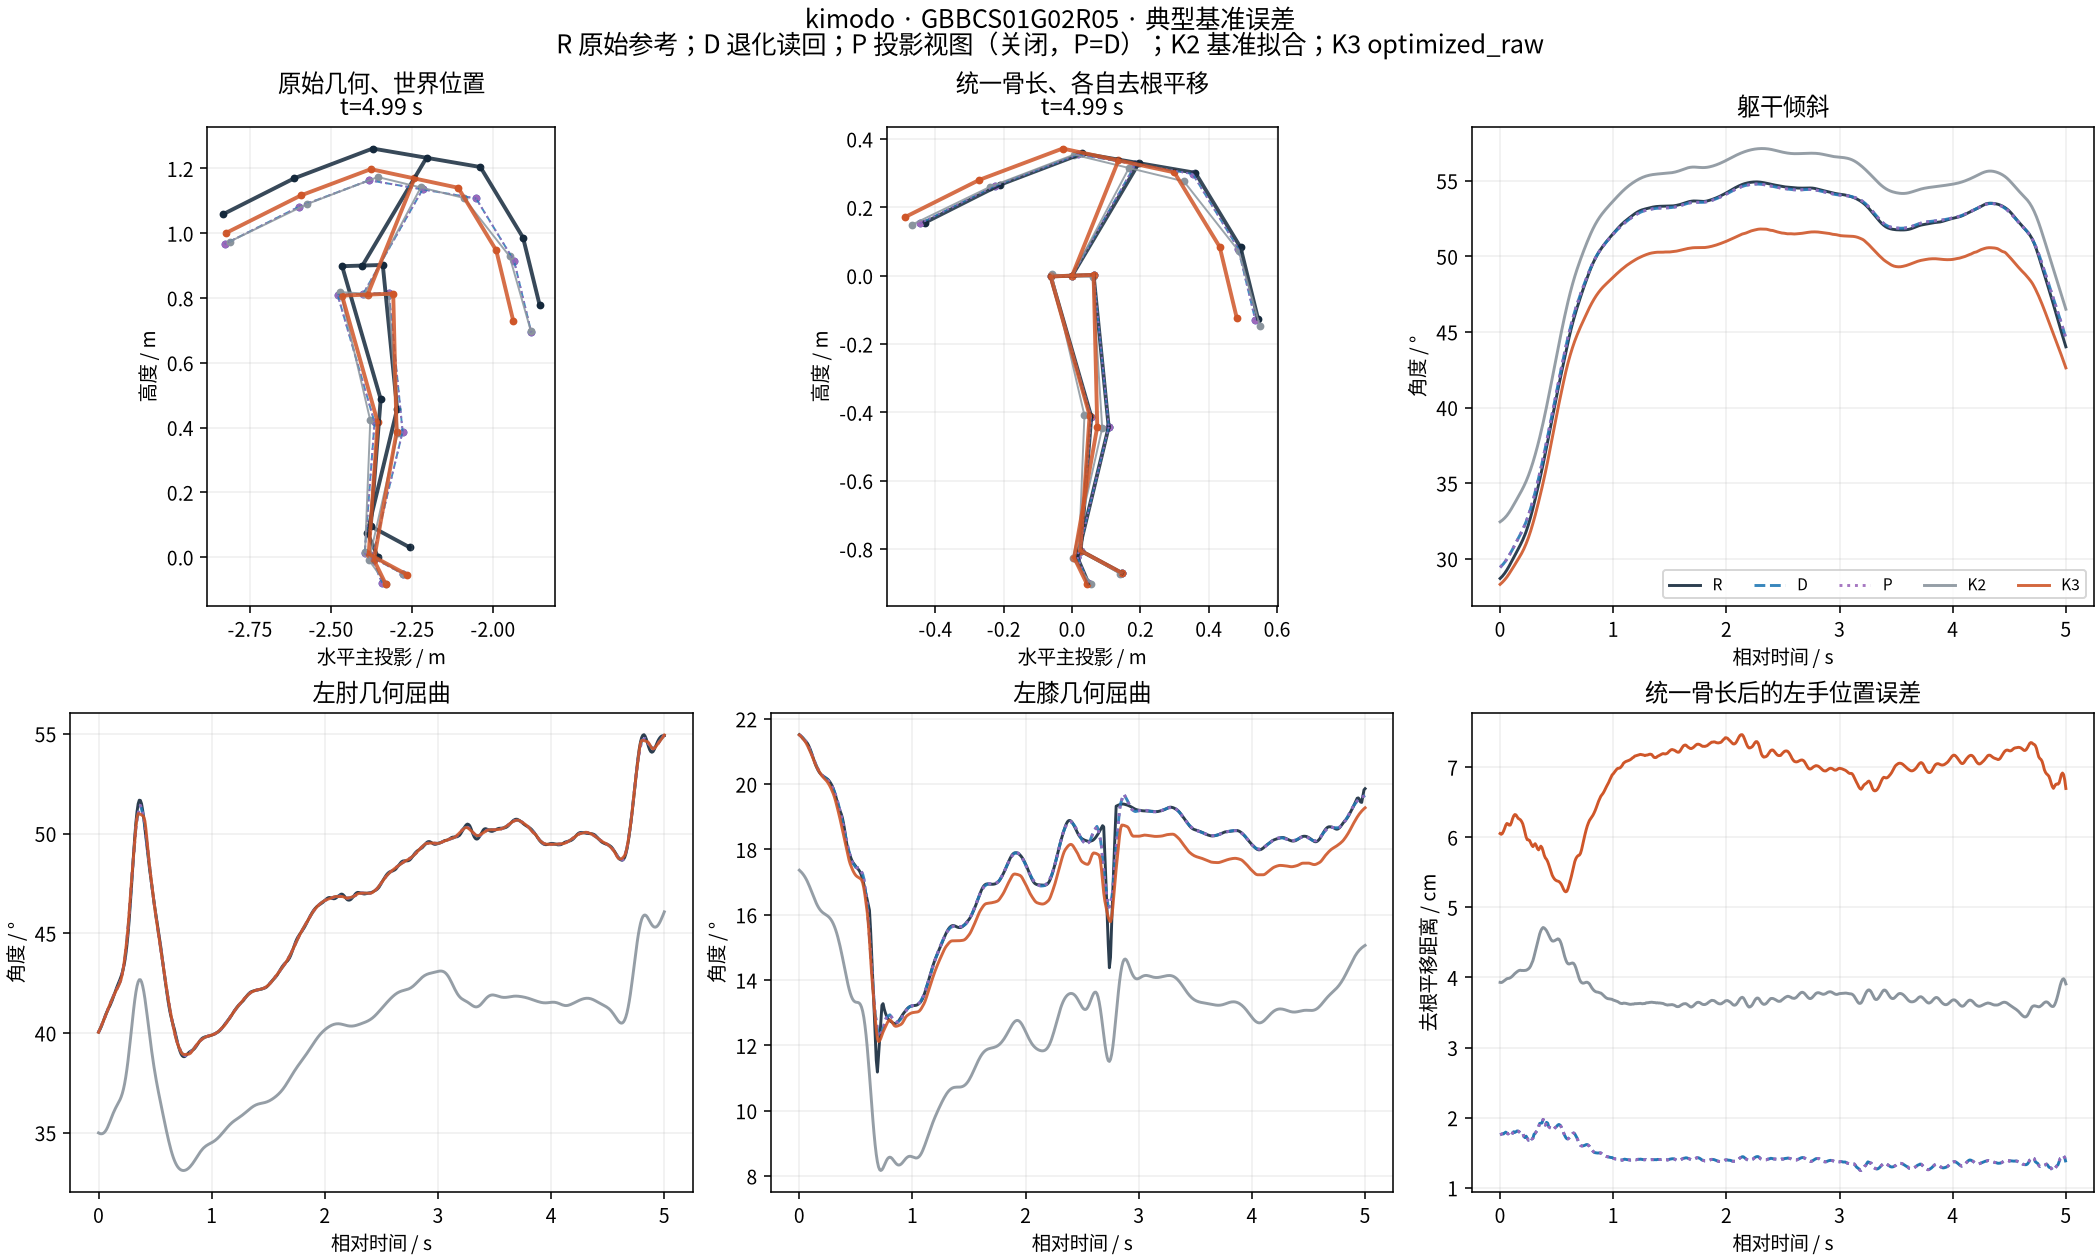 kimodo · GBBCS01G02R05 · 典型基准误差
R 原始参考；D 退化读回；P 投影视图（关闭，P=D）；K2 基准拟合；K3 optimized_raw
原始几何、世界位置
t=4.99 s
高度 / m
1.2
1.0
0.8
0.6
0.4
0.2
0.0
-2.75
-2.50
-2.25
-2.00
水平主投影 / m
统一骨长、各自去根平移
t=4.99 s
高度 / m
0.4
0.2
0.0
-0.2
-0.4
-0.6
-0.8
-0.4
-0.2
0.0
0.2
0.4
0.6
水平主投影 / m
躯干倾斜
角度 / °
55
50
45
40
35
30
R
D
P
K2
K3
0
1
2
3
4
5
相对时间 / s
左肘几何屈曲
角度 / °
55
50
45
40
35
0
1
2
3
4
5
相对时间 / s
左膝几何屈曲
角度 / °
22
20
18
16
14
12
10
8
0
1
2
3
4
5
相对时间 / s
统一骨长后的左手位置误差
去根平移距离 / cm
7
6
5
4
3
2
1
0
1
2
3
4
5
相对时间 / s